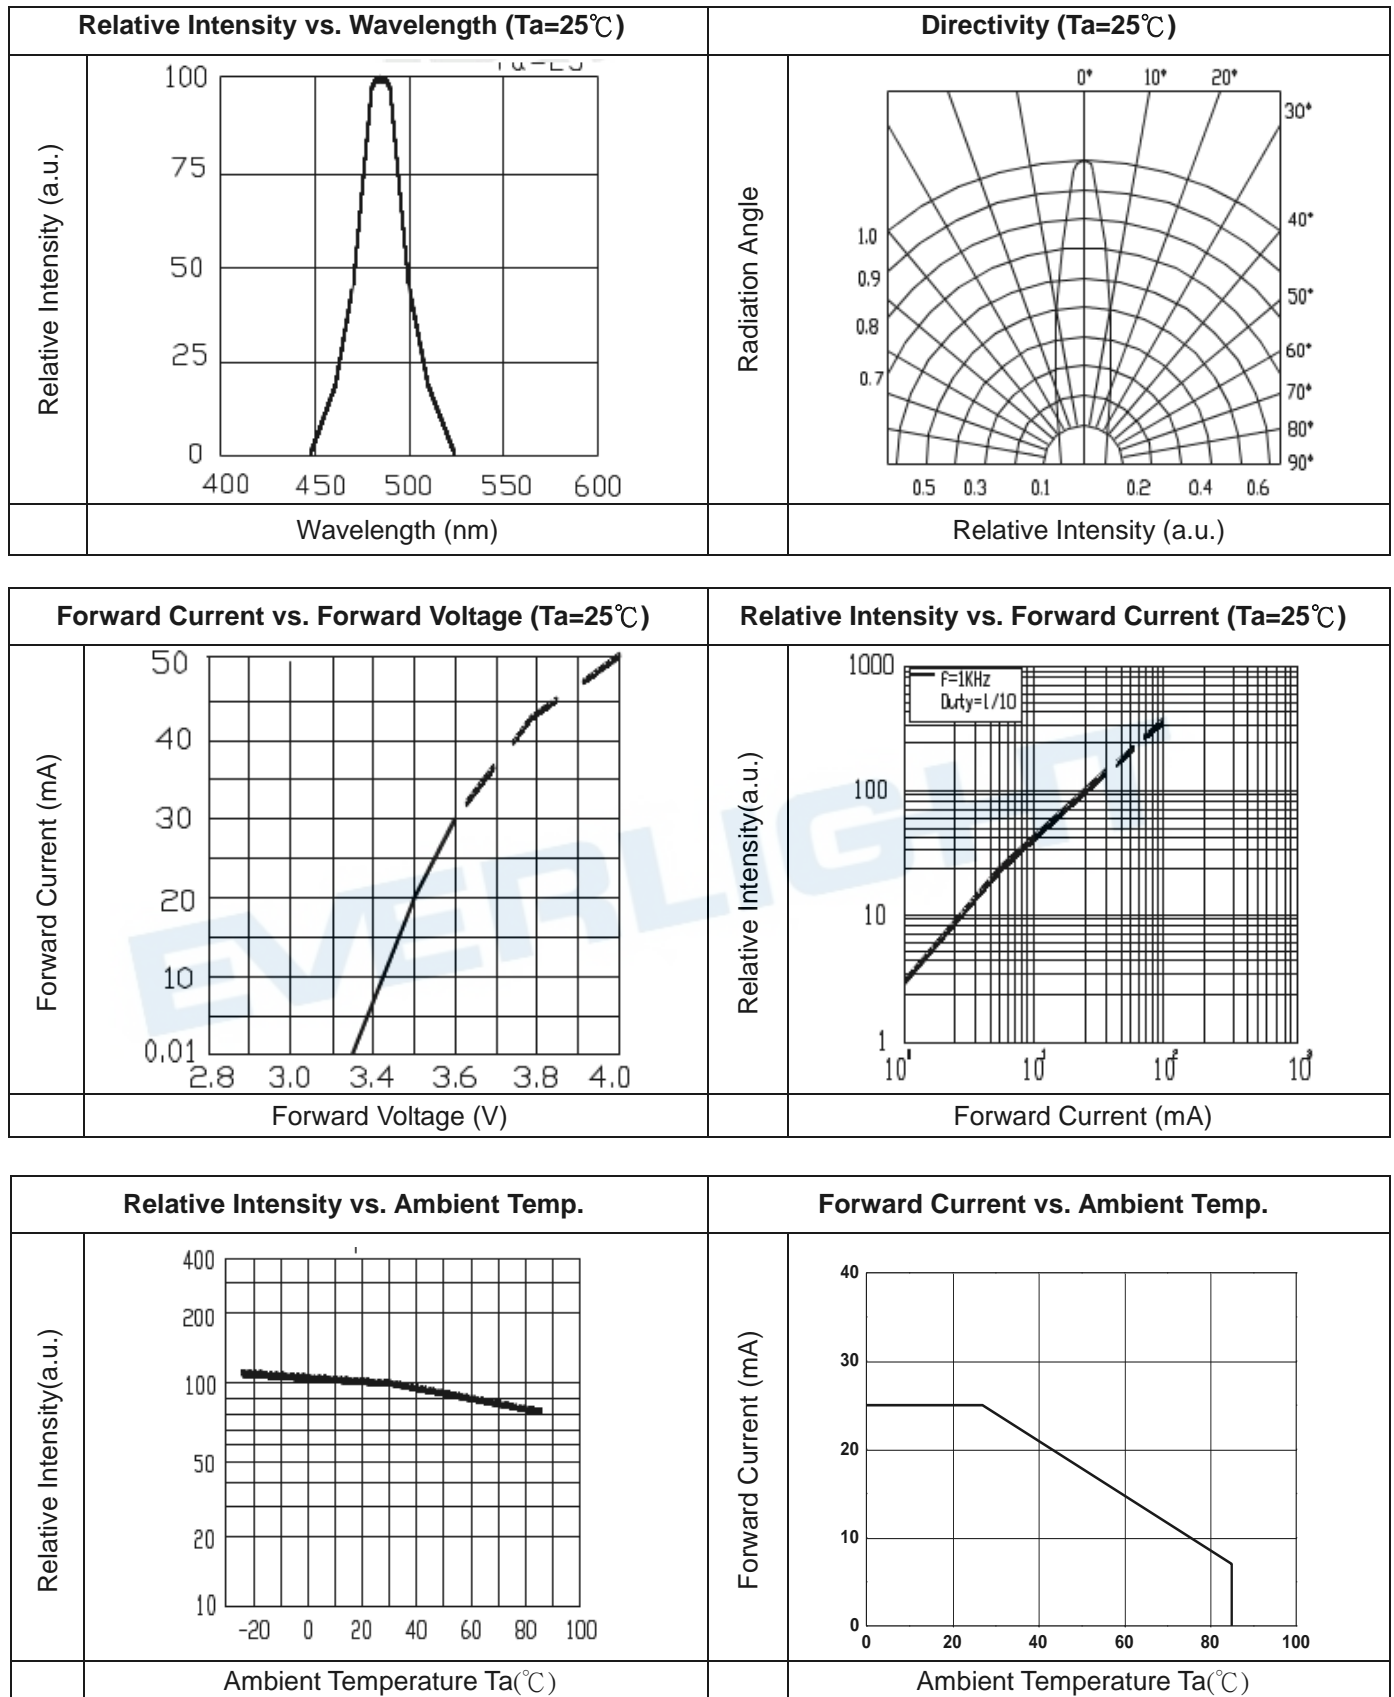 Relative Intensity vs. Wavelength (Ta=25℃)
Directivity (Ta=25℃)
Relative Intensity (a.u.)
100
75
50
25
0
400 450 500 550 600
Wavelength (nm)
Radiation Angle
0° 10° 20°
30°
40°
50°
60°
70°
80°
90°
1.0
0.9
0.8
0.7
0.5 0.3 0.1 0.2 0.4 0.6
Relative Intensity (a.u.)
Forward Current vs. Forward Voltage (Ta=25℃)
Relative Intensity vs. Forward Current (Ta=25℃)
Forward Current (mA)
50
40
30
20
10
0.01
2.8 3.0 3.4 3.6 3.8 4.0
Forward Voltage (V)
Relative Intensity(a.u.)
f=1KHz
Duty=1/10
1000
100
10
1
10¹ 10² 10³
Forward Current (mA)
EVERLIGHT
Relative Intensity vs. Ambient Temp.
Forward Current vs. Ambient Temp.
Relative Intensity(a.u.)
400
200
100
50
20
10
-20 0 20 40 60 80 100
Ambient Temperature Ta(℃)
Forward Current (mA)
40
30
20
10
0
0 20 40 60 80 100
Ambient Temperature Ta(℃)